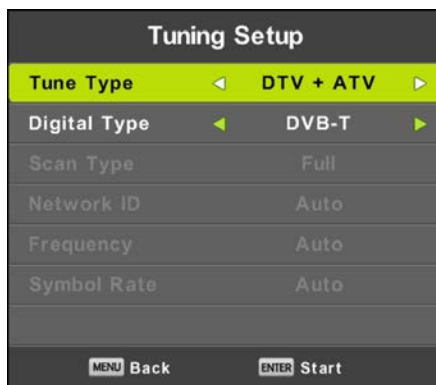 Tuning Setup
Tune Type DTV + ATV
Digital Type DVB-T
Scan Type Full
Network ID Auto
Frequency Auto
Symbol Rate Auto
MENU Back ENTER Start